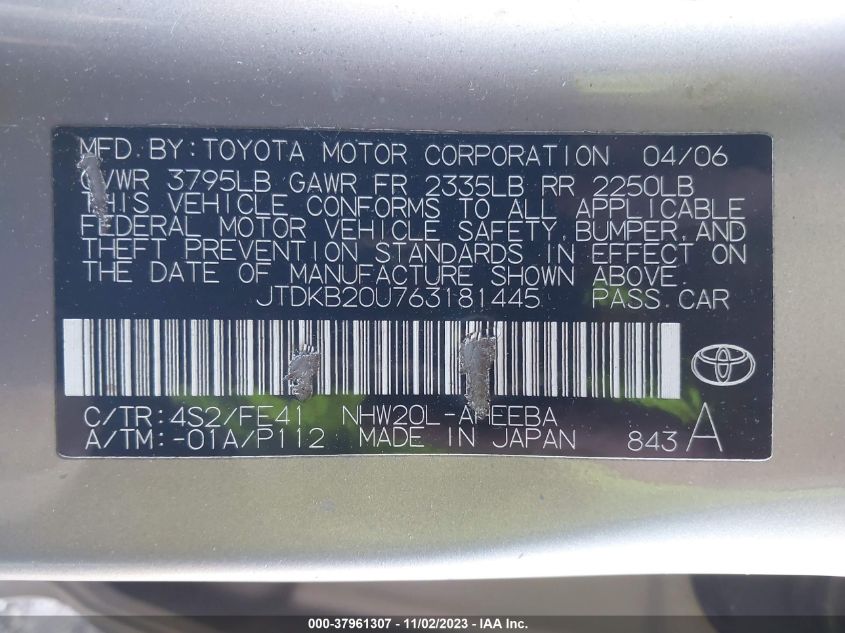 MFD. BY: TOYOTA MOTOR CORPORATION 04/06
GVWR 3795LB GAWR FR 2335LB RR 2250LB
THIS VEHICLE CONFORMS TO ALL APPLICABLE
FEDERAL MOTOR VEHICLE SAFETY, BUMPER, AND
THEFT PREVENTION STANDARDS IN EFFECT ON
THE DATE OF MANUFACTURE SHOWN ABOVE.
JTDKB20U763181445 PASS. CAR
C/TR: 4S2/FE41 NHW20L-AHEEBA
A/TM: -01A/P112 MADE IN JAPAN 843 A
000-37961307 - 11/02/2023 - Copyright © IAA, Inc.